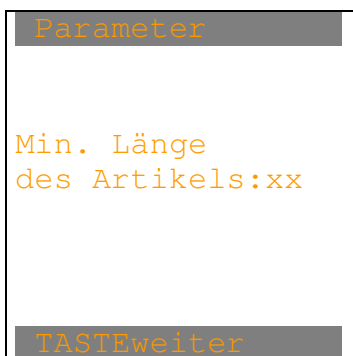 Parameter
Min. Länge
des Artikels:xx
TASTEweiter